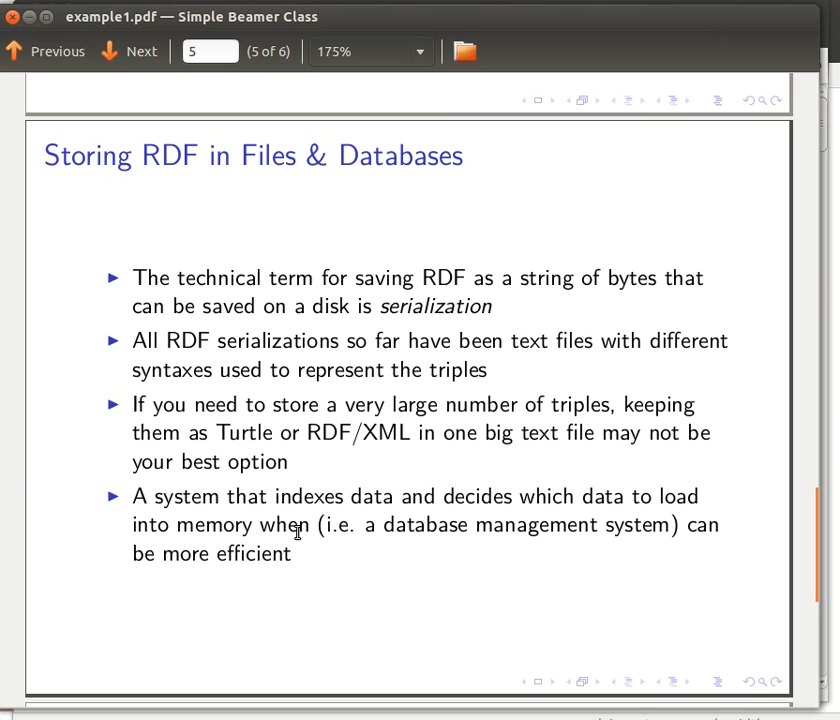 example1.pdf — Simple Beamer Class
Previous Next 5 (5 of 6) 175%
Storing RDF in Files & Databases
The technical term for saving RDF as a string of bytes that
can be saved on a disk is serialization
All RDF serializations so far have been text files with different
syntaxes used to represent the triples
If you need to store a very large number of triples, keeping
them as Turtle or RDF/XML in one big text file may not be
your best option
A system that indexes data and decides which data to load
into memory when (i.e. a database management system) can
be more efficient